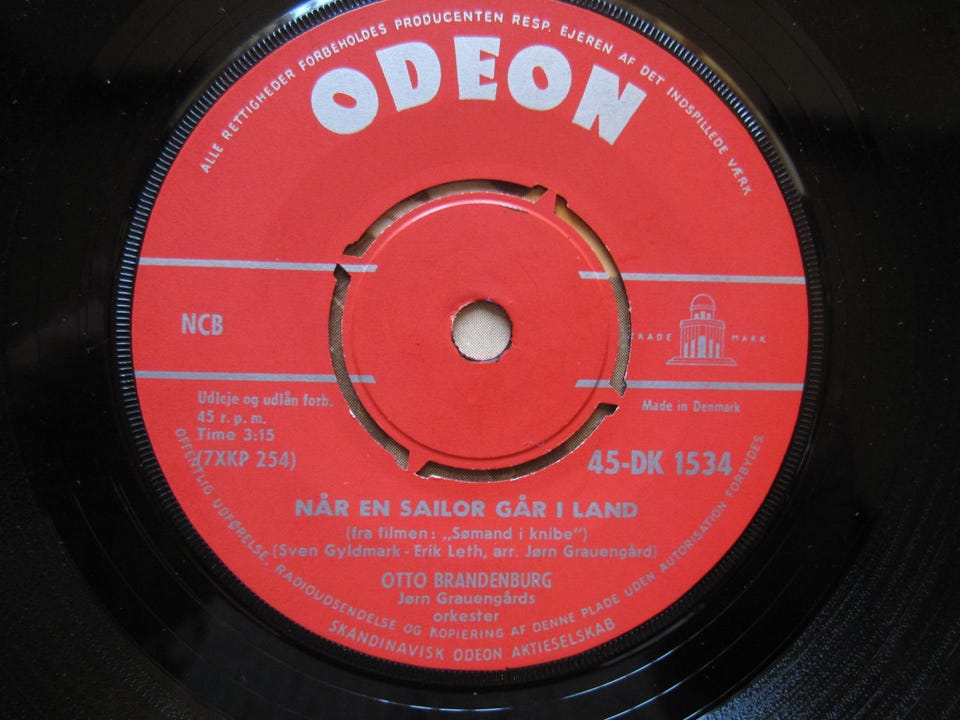 ALLE RETTIGHEDER FORBEHOLDES PRODUCENTEN RESP. EJEREN AF DET INDSPILLEDE VÆRK
ODEON
NCB
TRADE MARK
Udleje og udlån forb.
45 r.p.m.
Time 3:15
(7XKP 254)
Made in Denmark
45-DK 1534
NÅR EN SAILOR GÅR I LAND
(fra filmen: „Sømand i knibe")
(Sven Gyldmark - Erik Leth, arr. Jørn Grauengård)
OTTO BRANDENBURG
Jørn Grauengårds
orkester
OFFENTLIG UDFØRELSE, RADIOUDSENDELSE OG KOPIERING AF DENNE PLADE UDEN AUTORISATION FORBYDES
SKANDINAVISK ODEON AKTIESELSKAB